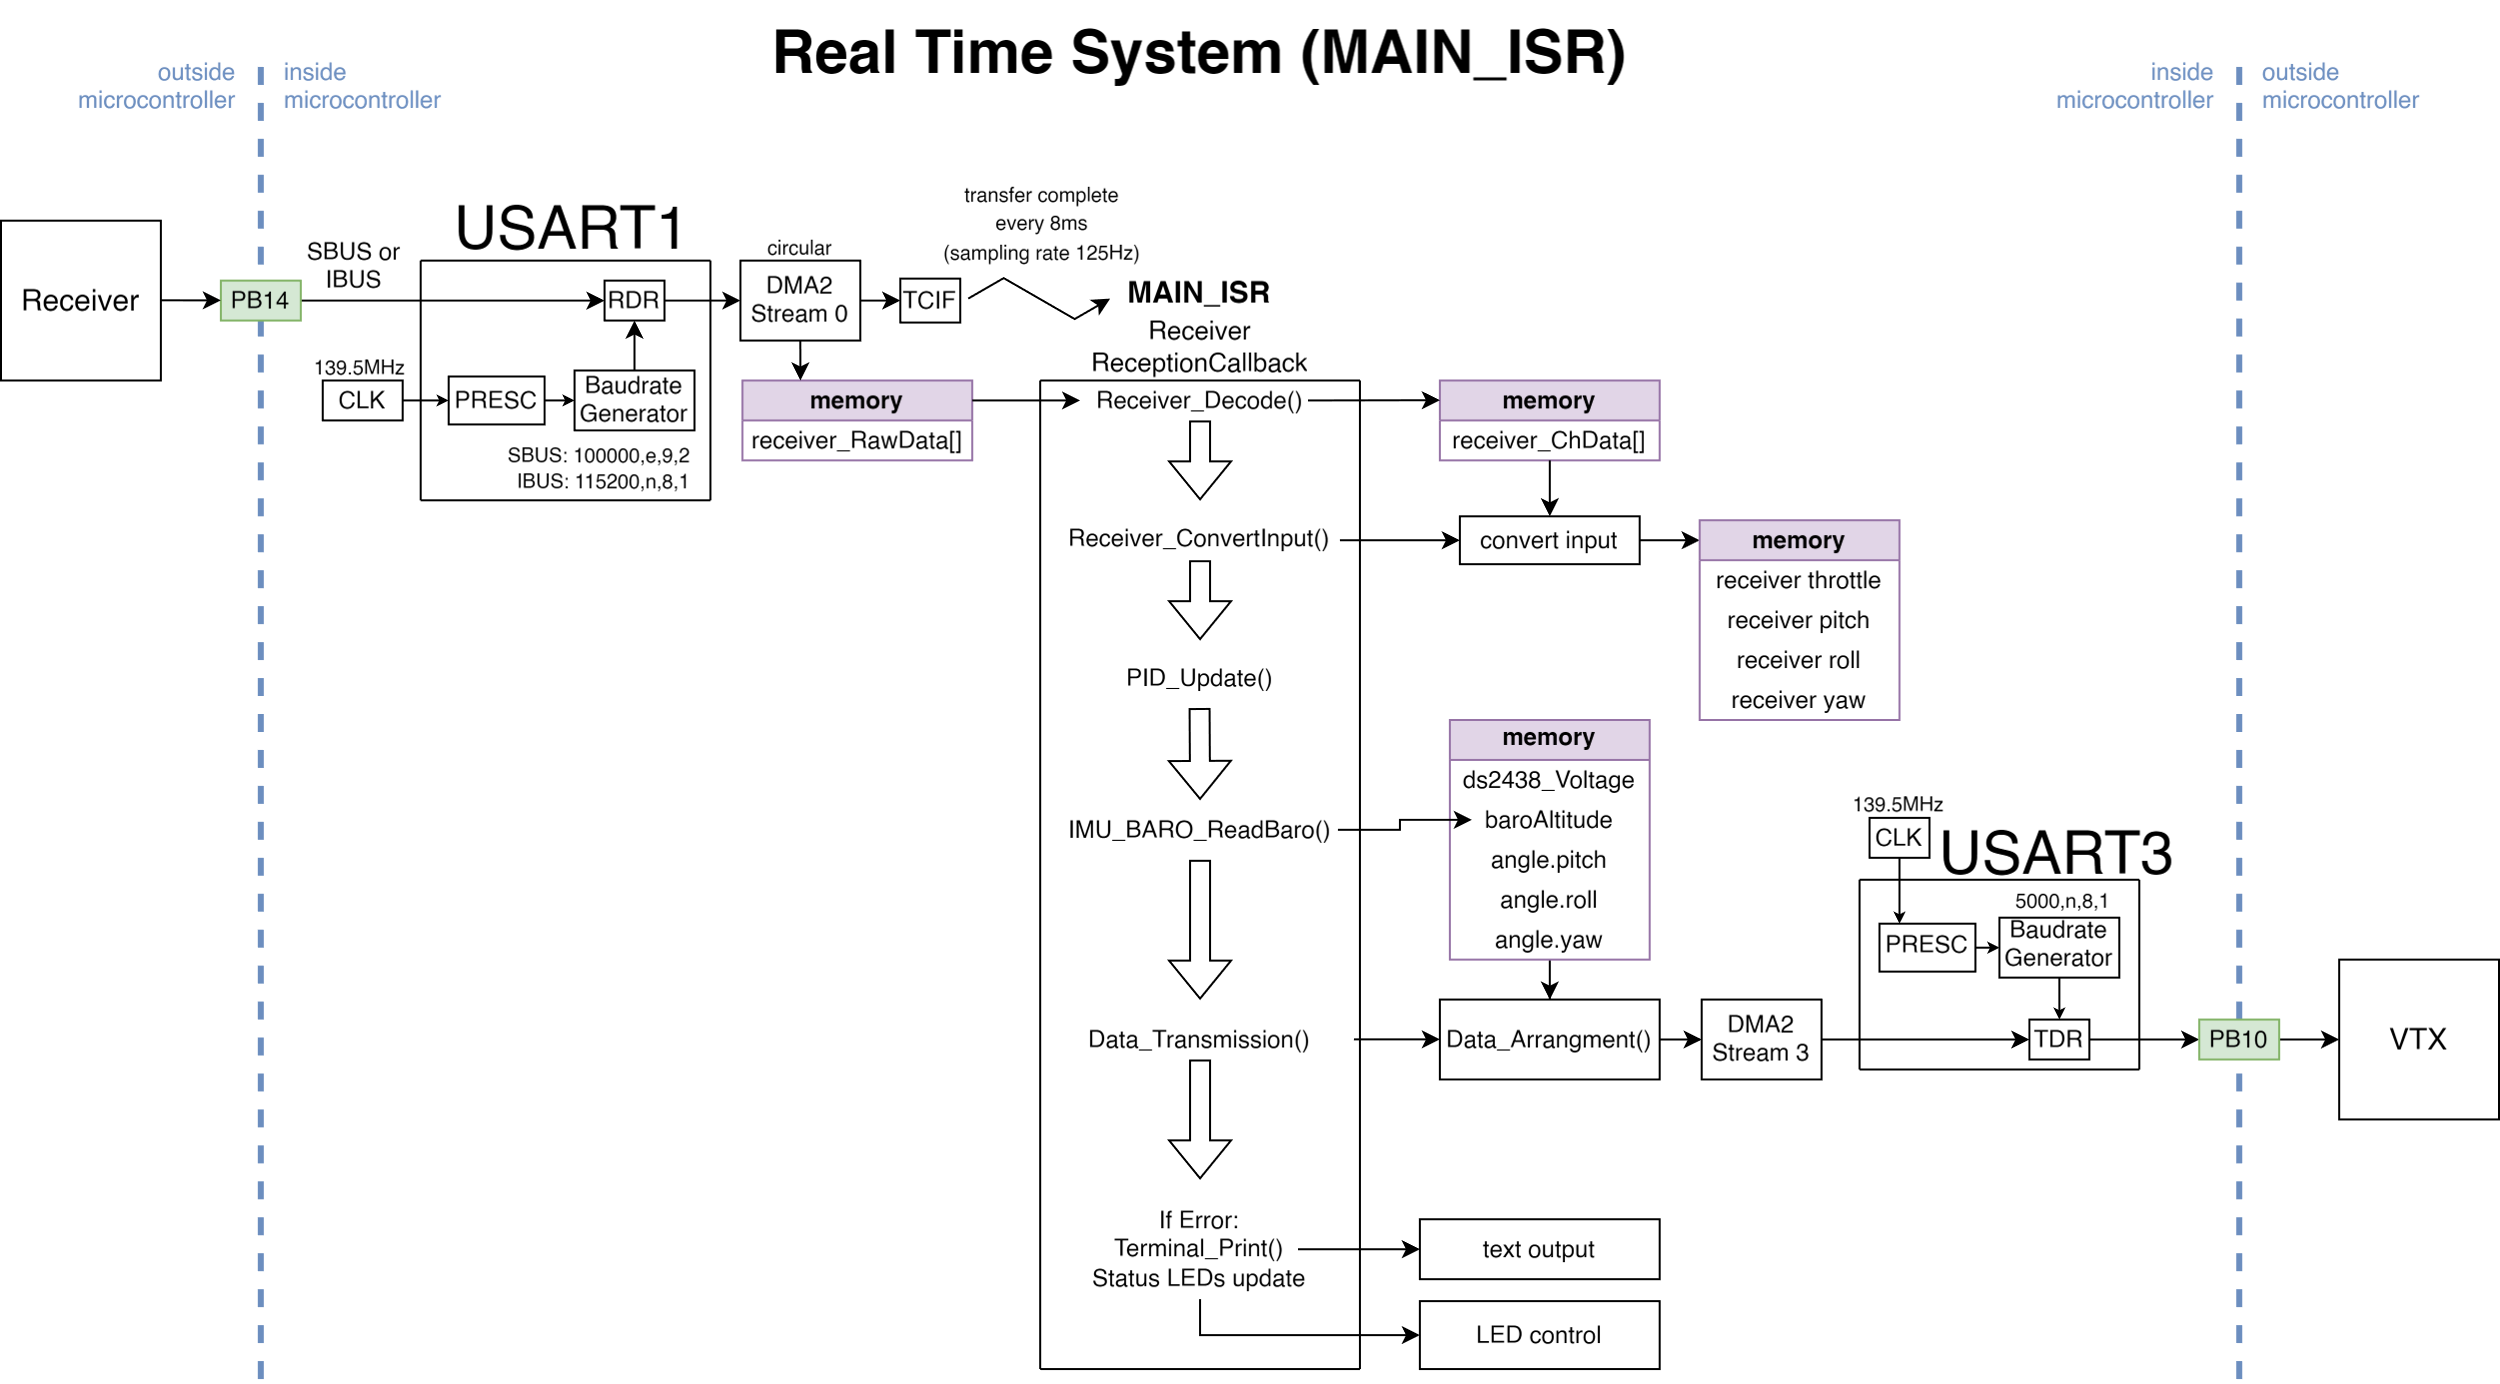 Real Time System (MAIN_ISR)
outside
microcontroller
inside
microcontroller
inside
microcontroller
outside
microcontroller
Receiver
PB14
SBUS or
IBUS
USART1
RDR
139.5MHz
CLK
PRESC
Baudrate
Generator
SBUS: 100000,e,9,2
IBUS: 115200,n,8,1
circular
DMA2
Stream 0
TCIF
transfer complete
every 8ms
(sampling rate 125Hz)
MAIN_ISR
Receiver
ReceptionCallback
memory
receiver_RawData[]
Receiver_Decode()
memory
receiver_ChData[]
Receiver_ConvertInput()
convert input
memory
receiver throttle
receiver pitch
receiver roll
receiver yaw
PID_Update()
IMU_BARO_ReadBaro()
memory
ds2438_Voltage
baroAltitude
angle.pitch
angle.roll
angle.yaw
Data_Transmission()
Data_Arrangment()
DMA2
Stream 3
139.5MHz
CLK
USART3
5000,n,8,1
PRESC
Baudrate
Generator
TDR
PB10
VTX
If Error:
Terminal_Print()
Status LEDs update
text output
LED control